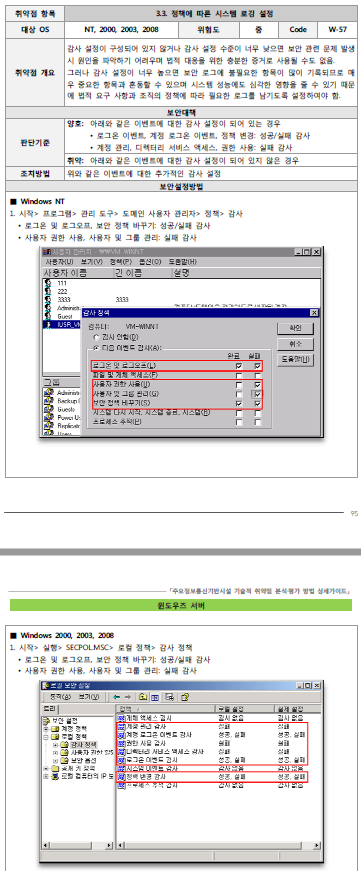 취약점 항목 3.3. 정책에 따른 시스템 로깅 설정
대상 OS NT, 2000, 2003, 2008 위험도 중 Code W-57
취약점 개요
감사 설정이 구성되어 있지 않거나 감사 설정 수준이 너무 낮으면 보안 관련 문제 발생
시 원인을 파악하기 어려우며 법적 대응을 위한 충분한 증거로 사용될 수도 없음.
그러나 감사 설정이 너무 높으면 보안 로그에 불필요한 항목이 많이 기록되므로 매
우 중요한 항목과 혼동할 수 있으며 시스템 성능에도 심각한 영향을 줄 수 있기 때문
에 법적 요구 사항과 조직의 정책에 따라 필요한 로그를 남기도록 설정하여야 함.
보안대책
판단기준
양호: 아래와 같은 이벤트에 대한 감사 설정이 되어 있는 경우
• 로그온 이벤트, 계정 로그온 이벤트, 정책 변경: 성공/실패 감사
• 계정 관리, 디렉터리 서비스 액세스, 권한 사용: 실패 감사
취약: 아래와 같은 이벤트에 대한 감사 설정이 되어 있지 않은 경우
조치방법 위와 같은 이벤트에 대한 추가적인 감사 설정
보안설정방법
■ Windows NT
1. 시작> 프로그램> 관리 도구> 도메인 사용자 관리자> 정책> 감사
• 로그온 및 로그오프, 보안 정책 바꾸기: 성공/실패 감사
• 사용자 권한 사용, 사용자 및 그룹 관리: 실패 감사
사용자(U) 보기(V) 정책(P) 옵션(O) 도움말(H)
사용자 이름 긴 이름 설명
111
222
3333 3333
Guest
감사 정책
컴퓨터: VM-WINNT
확인
감사 안함(D)
다음 이벤트 감사(A):
취소
도움말(H)
완료 실패
로그온 및 로그오프(L)
파일 및 개체 액세스(F)
사용자 권한 사용(U)
사용자 및 그룹 관리(G)
보안 정책 바꾸기(S)
시스템 다시 시작, 시스템 종료, 시스템(R)
프로세스 추적(P)
그룹
Guests
Users
95
「주요정보통신기반시설 기술적 취약점 분석·평가 방법 상세가이드」
윈도우즈 서버
■ Windows 2000, 2003, 2008
1. 시작> 실행> SECPOL.MSC> 로컬 정책> 감사 정책
• 로그온 및 로그오프, 보안 정책 바꾸기: 성공/실패 감사
• 사용자 권한 사용, 사용자 및 그룹 관리: 실패 감사
로컬 보안 설정
동작(A) 보기(V)
트리
정책 로컬 설정 유효 설정
보안 설정
계정 정책
로컬 정책
감사 정책
보안 옵션
공개 키 정책
개체 액세스 감사 감사 없음 감사 없음
계정 관리 감사 실패 실패
계정 로그온 이벤트 감사 성공, 실패 성공, 실패
권한 사용 감사 실패 실패
디렉터리 서비스 액세스 감사 실패 실패
로그온 이벤트 감사 성공, 실패 성공, 실패
시스템 이벤트 감사 감사 없음 감사 없음
정책 변경 감사 성공, 실패 성공, 실패
프로세스 추적 감사 감사 없음 감사 없음